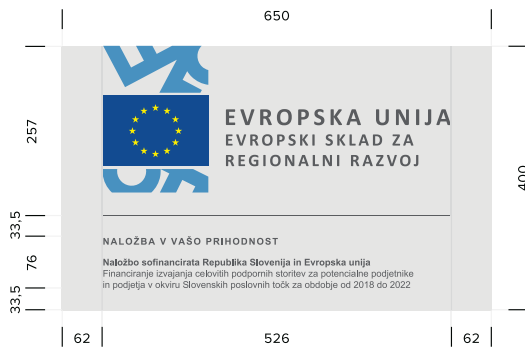 650
257
EVROPSKA UNIJA
EVROPSKI SKLAD ZA
REGIONALNI RAZVOJ
400
33,5
NALOŽBA V VAŠO PRIHODNOST
76
Naložbo sofinancirata Republika Slovenija in Evropska unija
Financiranje izvajanja celovitih podpornih storitev za potencialne podjetnike
in podjetja v okviru Slovenskih poslovnih točk za obdobje od 2018 do 2022
33,5
62
526
62